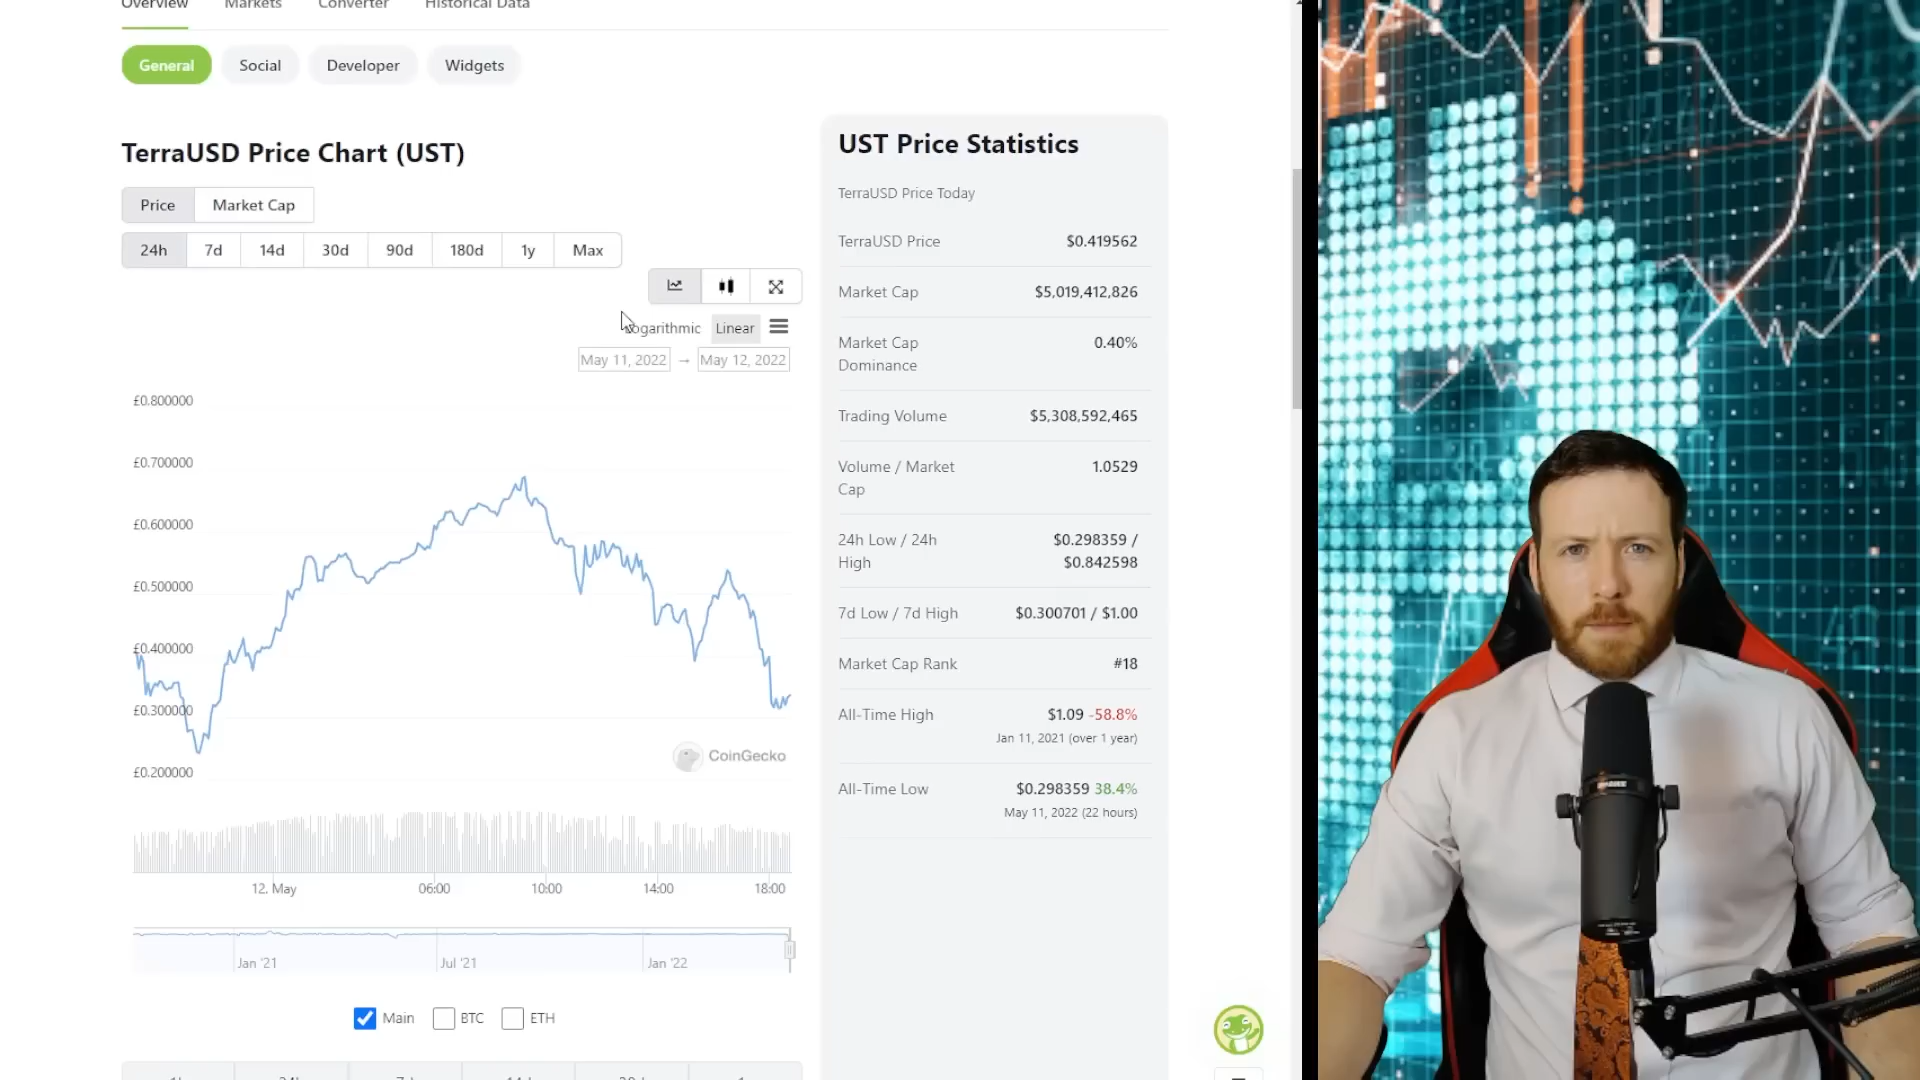 Overview Markets Converter Historical Data
General Social Developer Widgets
TerraUSD Price Chart (UST)
Price Market Cap
24h 7d 14d 30d 90d 180d 1y Max
Logarithmic Linear
May 11, 2022 → May 12, 2022
£0.800000
£0.700000
£0.600000
£0.500000
£0.400000
£0.300000
£0.200000
CoinGecko
12. May 06:00 10:00 14:00 18:00
Jan '21 Jul '21 Jan '22
Main BTC ETH
UST Price Statistics
TerraUSD Price Today
TerraUSD Price $0.419562
Market Cap $5,019,412,826
Market Cap
Dominance
0.40%
Trading Volume $5,308,592,465
Volume / Market
Cap
1.0529
24h Low / 24h
High
$0.298359 /
$0.842598
7d Low / 7d High $0.300701 / $1.00
Market Cap Rank #18
All-Time High $1.09 -58.8%
Jan 11, 2021 (over 1 year)
All-Time Low $0.298359 38.4%
May 11, 2022 (22 hours)